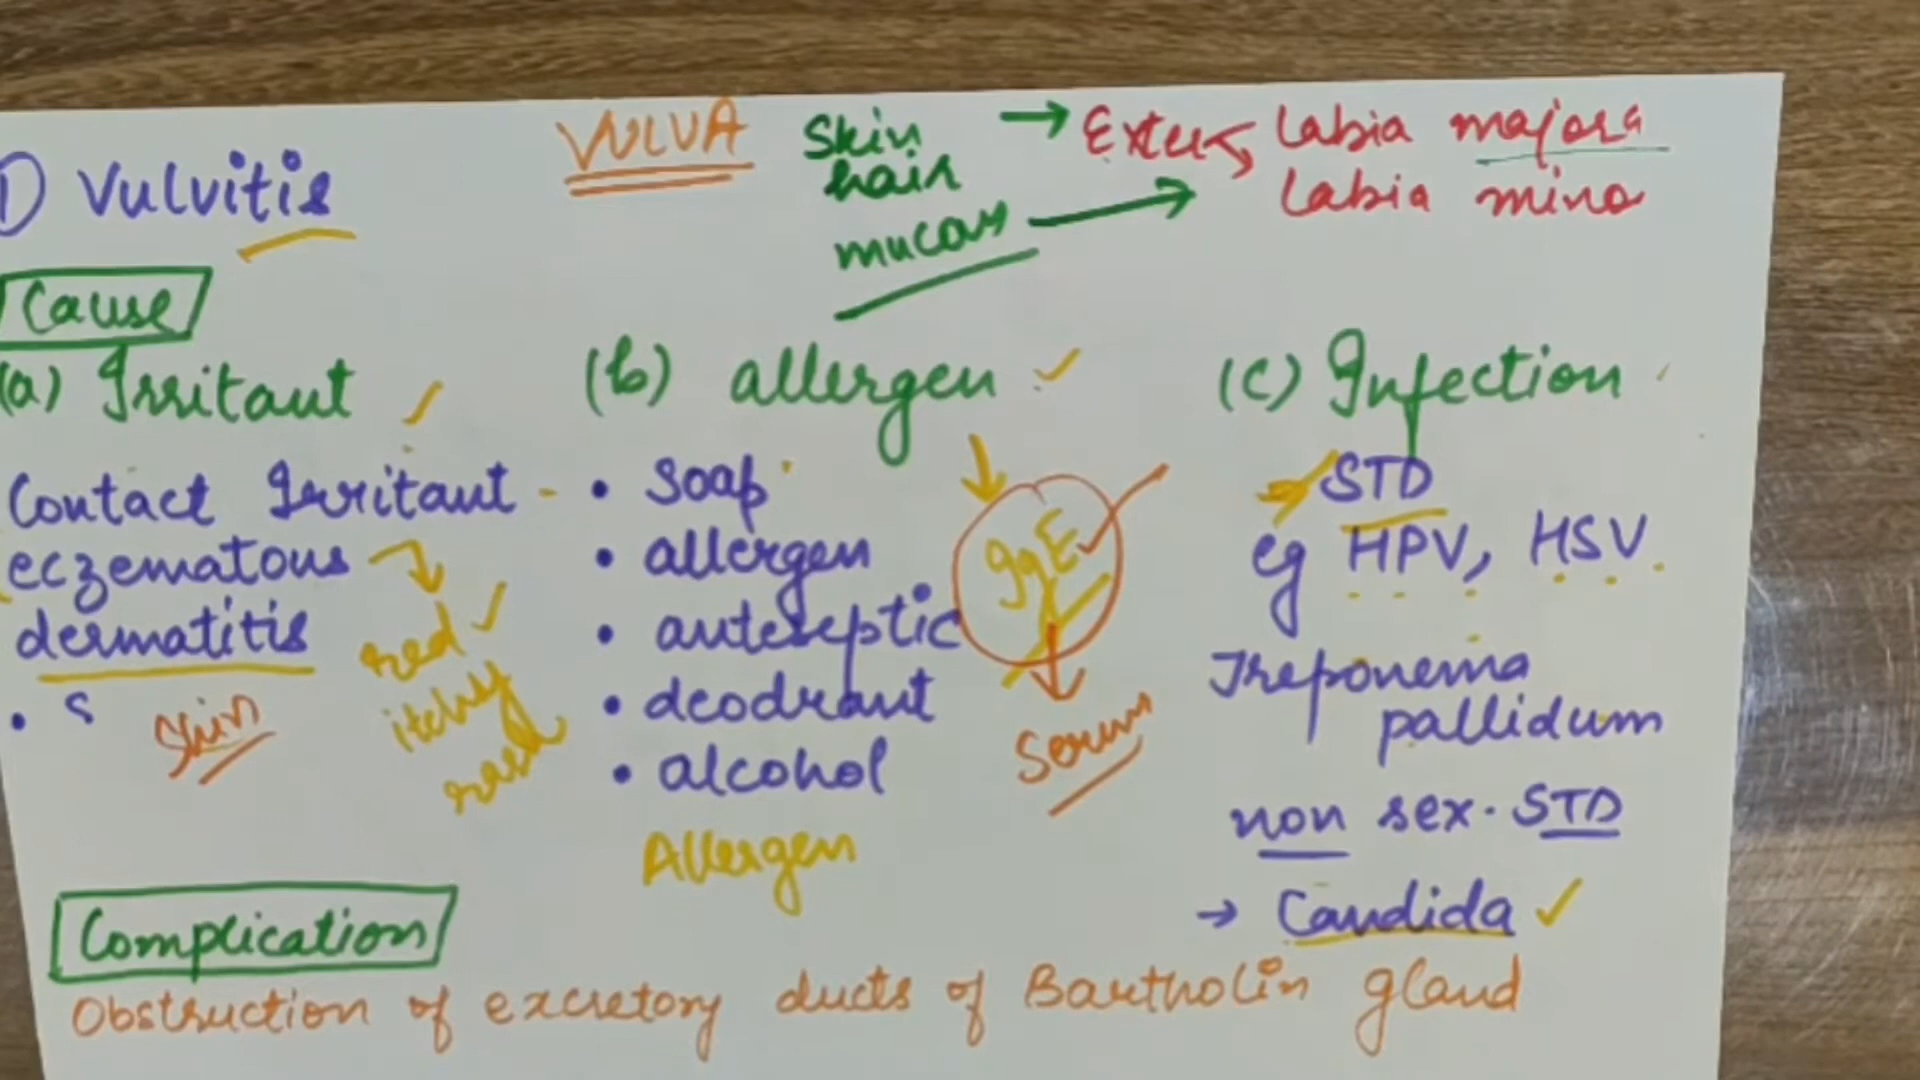 VULVA
Skin → Exter Labia majora
hair
mucous → Labia mino
1) Vulvitis
Cause
(a) Irritant
Contact Irritant
eczematous
dermatitis
• S
Skin
red
itchy
rash
(b) allergen
• Soap
• allergen
• anteseptic
• deodrant
• alcohol
Allergen
IgE
Serum
(c) Infection
STD
eg HPV, HSV
Treponema
pallidum
non sex. STD
→ Candida
Complication
Obstruction of excretory ducts of Bartholin gland